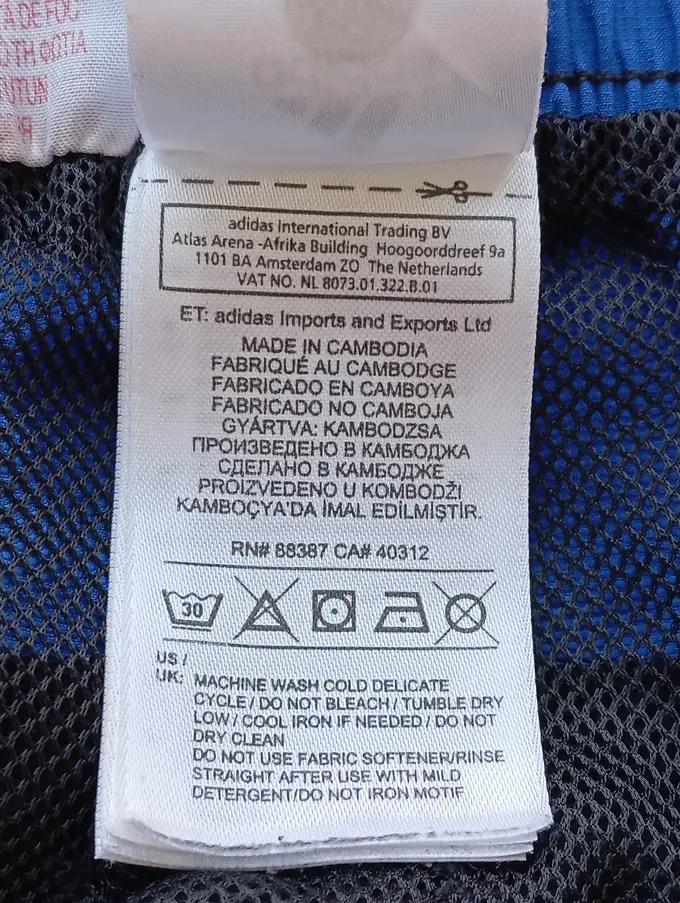 A DE FOG
ΦΩΤΙΑ
adidas International Trading BV
Atlas Arena -Afrika Building Hoogoorddreef 9a
1101 BA Amsterdam ZO The Netherlands
VAT NO. NL 8073.01.322.B.01
ET: adidas Imports and Exports Ltd
MADE IN CAMBODIA
FABRIQUÉ AU CAMBODGE
FABRICADO EN CAMBOYA
FABRICADO NO CAMBOJA
GYÁRTVA: KAMBODZSA
ПРОИЗВЕДЕНО В КАМБОДЖА
СДЕЛАНО В КАМБОДЖЕ
PROIZVEDENO U KOMBODŽI
KAMBOÇYA'DA İMAL EDİLMİŞTİR.
RN# 88387 CA# 40312
30
US /
UK: MACHINE WASH COLD DELICATE
CYCLE / DO NOT BLEACH / TUMBLE DRY
LOW / COOL IRON IF NEEDED / DO NOT
DRY CLEAN
DO NOT USE FABRIC SOFTENER/RINSE
STRAIGHT AFTER USE WITH MILD
DETERGENT/DO NOT IRON MOTIF